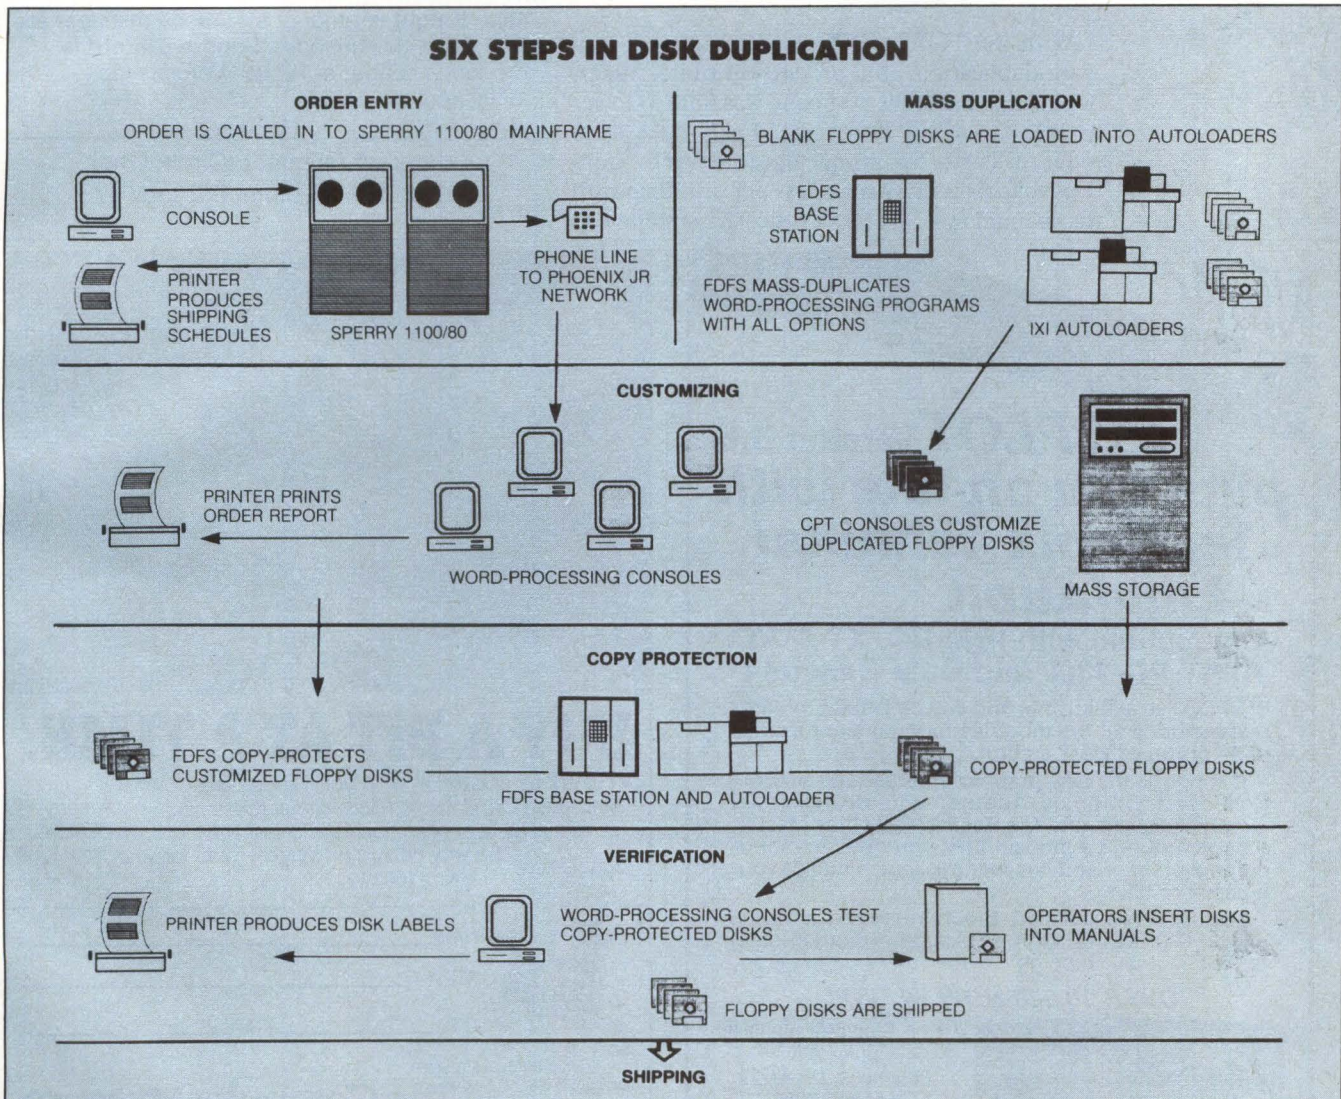 SIX STEPS IN DISK DUPLICATION
ORDER ENTRY
ORDER IS CALLED IN TO SPERRY 1100/80 MAINFRAME
CONSOLE
PRINTER
PRODUCES
SHIPPING
SCHEDULES
SPERRY 1100/80
PHONE LINE
TO PHOENIX JR
NETWORK
MASS DUPLICATION
BLANK FLOPPY DISKS ARE LOADED INTO AUTOLOADERS
FDFS
BASE
STATION
FDFS MASS-DUPLICATES
WORD-PROCESSING PROGRAMS
WITH ALL OPTIONS
IXI AUTOLOADERS
CUSTOMIZING
PRINTER PRINTS
ORDER REPORT
WORD-PROCESSING CONSOLES
CPT CONSOLES CUSTOMIZE
DUPLICATED FLOPPY DISKS
MASS STORAGE
COPY PROTECTION
FDFS COPY-PROTECTS
CUSTOMIZED FLOPPY DISKS
FDFS BASE STATION AND AUTOLOADER
COPY-PROTECTED FLOPPY DISKS
VERIFICATION
PRINTER PRODUCES DISK LABELS
WORD-PROCESSING CONSOLES TEST
COPY-PROTECTED DISKS
OPERATORS INSERT DISKS
INTO MANUALS
FLOPPY DISKS ARE SHIPPED
SHIPPING